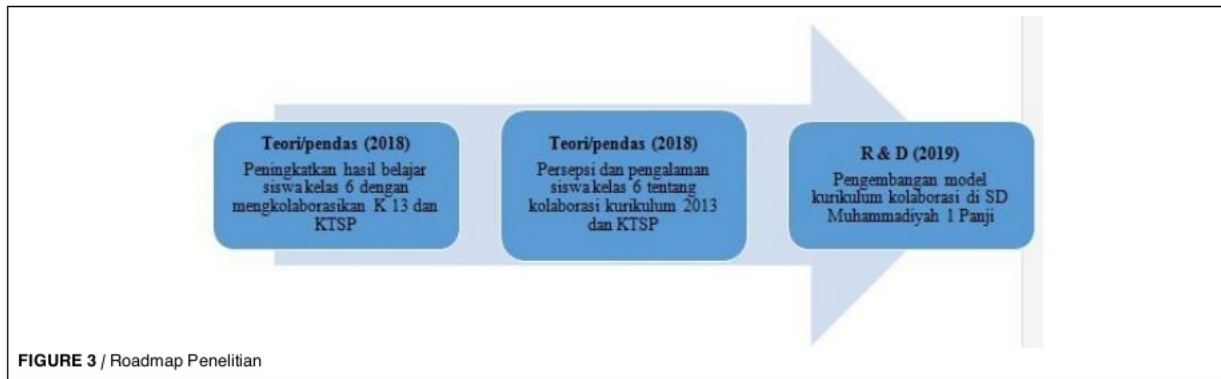 Teori/pendas (2018)
Peningkatkan hasil belajar
siswa kelas 6 dengan
mengkolaborasikan K 13 dan
KTSP
Teori/pendas (2018)
Persepsi dan pengalaman
siswa kelas 6 tentang
kolaborasi kurikulum 2013
dan KTSP
R & D (2019)
Pengembangan model
kurikulum kolaborasi di SD
Muhammadiyah 1 Panji
FIGURE 3 / Roadmap Penelitian